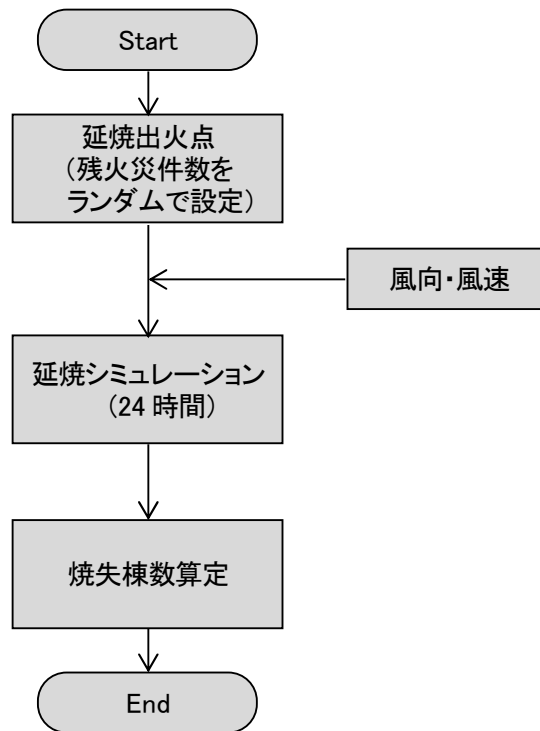 Start
延焼出火点
（残火災件数を
ランダムで設定）
風向・風速
延焼シミュレーション
（24 時間）
焼失棟数算定
End